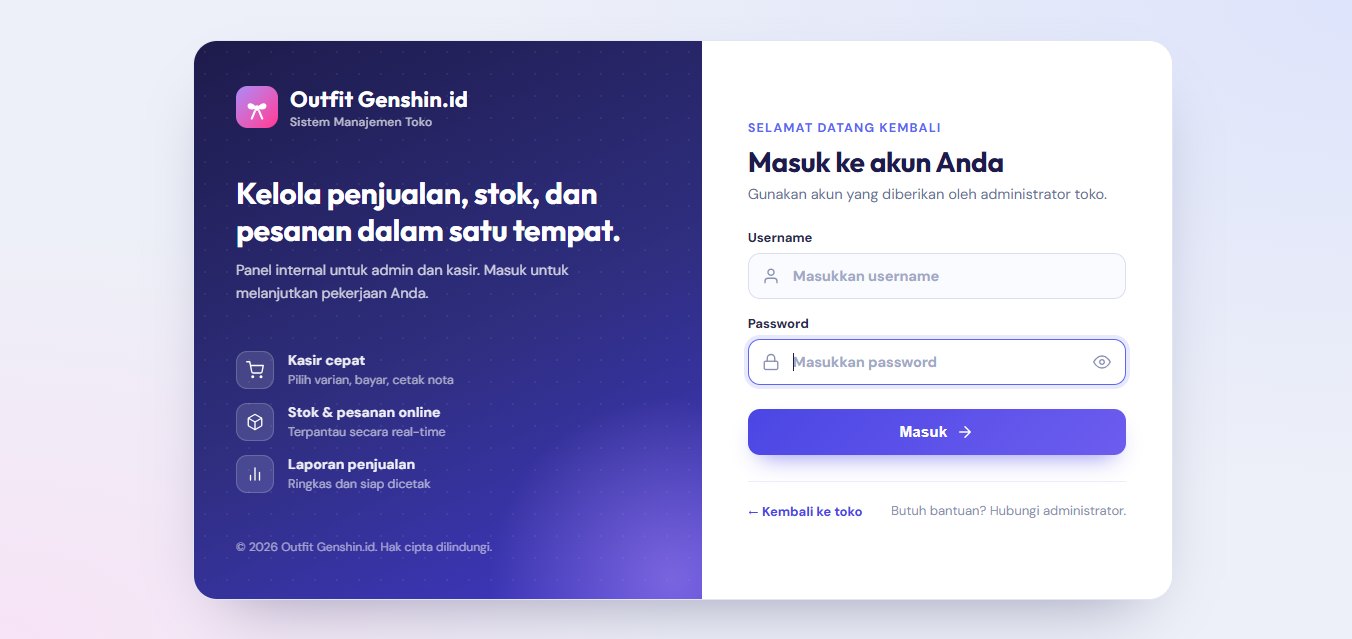 Outfit Genshin.id
Sistem Manajemen Toko
Kelola penjualan, stok, dan
pesanan dalam satu tempat.
Panel internal untuk admin dan kasir. Masuk untuk
melanjutkan pekerjaan Anda.
Kasir cepat
Pilih varian, bayar, cetak nota
Stok & pesanan online
Terpantau secara real-time
Laporan penjualan
Ringkas dan siap dicetak
© 2026 Outfit Genshin.id. Hak cipta dilindungi.
SELAMAT DATANG KEMBALI
Masuk ke akun Anda
Gunakan akun yang diberikan oleh administrator toko.
Username
Masukkan username
Password
Masukkan password
Masuk →
← Kembali ke toko
Butuh bantuan? Hubungi administrator.